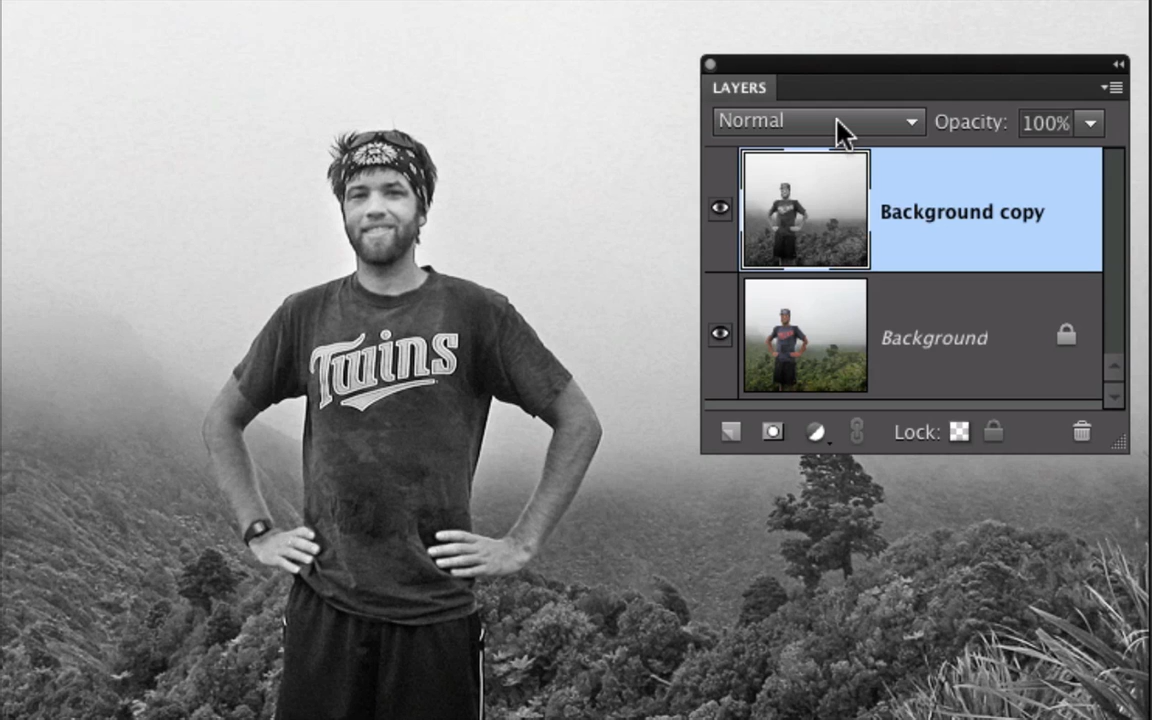 LAYERS
Normal Opacity: 100%
Background copy
Background
Lock:
Twins